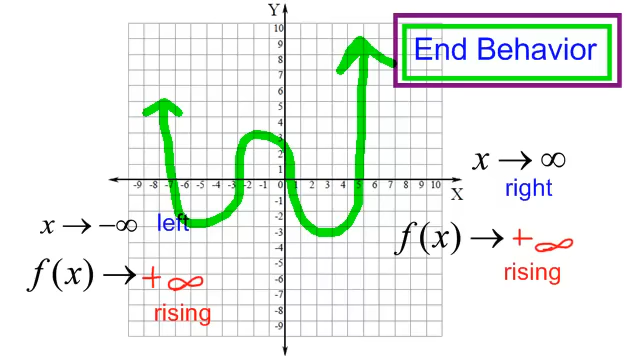 Y
End Behavior
10
9
8
7
6
5
4
3
2
1
-9 -8 -7 -6 -5 -4 -3 -2 -1 0 1 2 3 4 5 6 7 8 9 10
X
-1
-2
-3
-4
-5
-6
-7
-8
-9
x → −∞ left
f(x) → +∞
rising
x → ∞
right
f(x) → +∞
rising